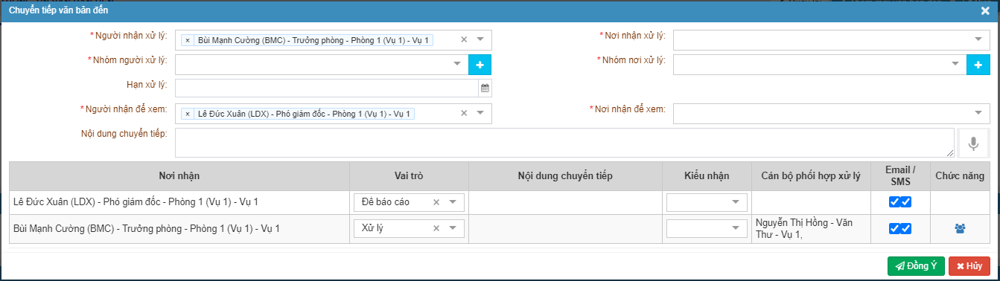 Chuyển tiếp văn bản đến
* Người nhận xử lý: × Bùi Mạnh Cường (BMC) - Trưởng phòng - Phòng 1 (Vụ 1) - Vụ 1 * Nơi nhận xử lý:
* Nhóm người xử lý: * Nhóm nơi xử lý:
Hạn xử lý:
* Người nhận để xem: × Lê Đức Xuân (LDX) - Phó giám đốc - Phòng 1 (Vụ 1) - Vụ 1 * Nơi nhận để xem:
Nội dung chuyển tiếp:
Nơi nhận Vai trò Nội dung chuyển tiếp Kiểu nhận Cán bộ phối hợp xử lý Email / SMS Chức năng
Lê Đức Xuân (LDX) - Phó giám đốc - Phòng 1 (Vụ 1) - Vụ 1 Để báo cáo
Bùi Mạnh Cường (BMC) - Trưởng phòng - Phòng 1 (Vụ 1) - Vụ 1 Xử lý Nguyễn Thị Hồng - Văn
Thư - Vụ 1,
Đồng Ý Hủy